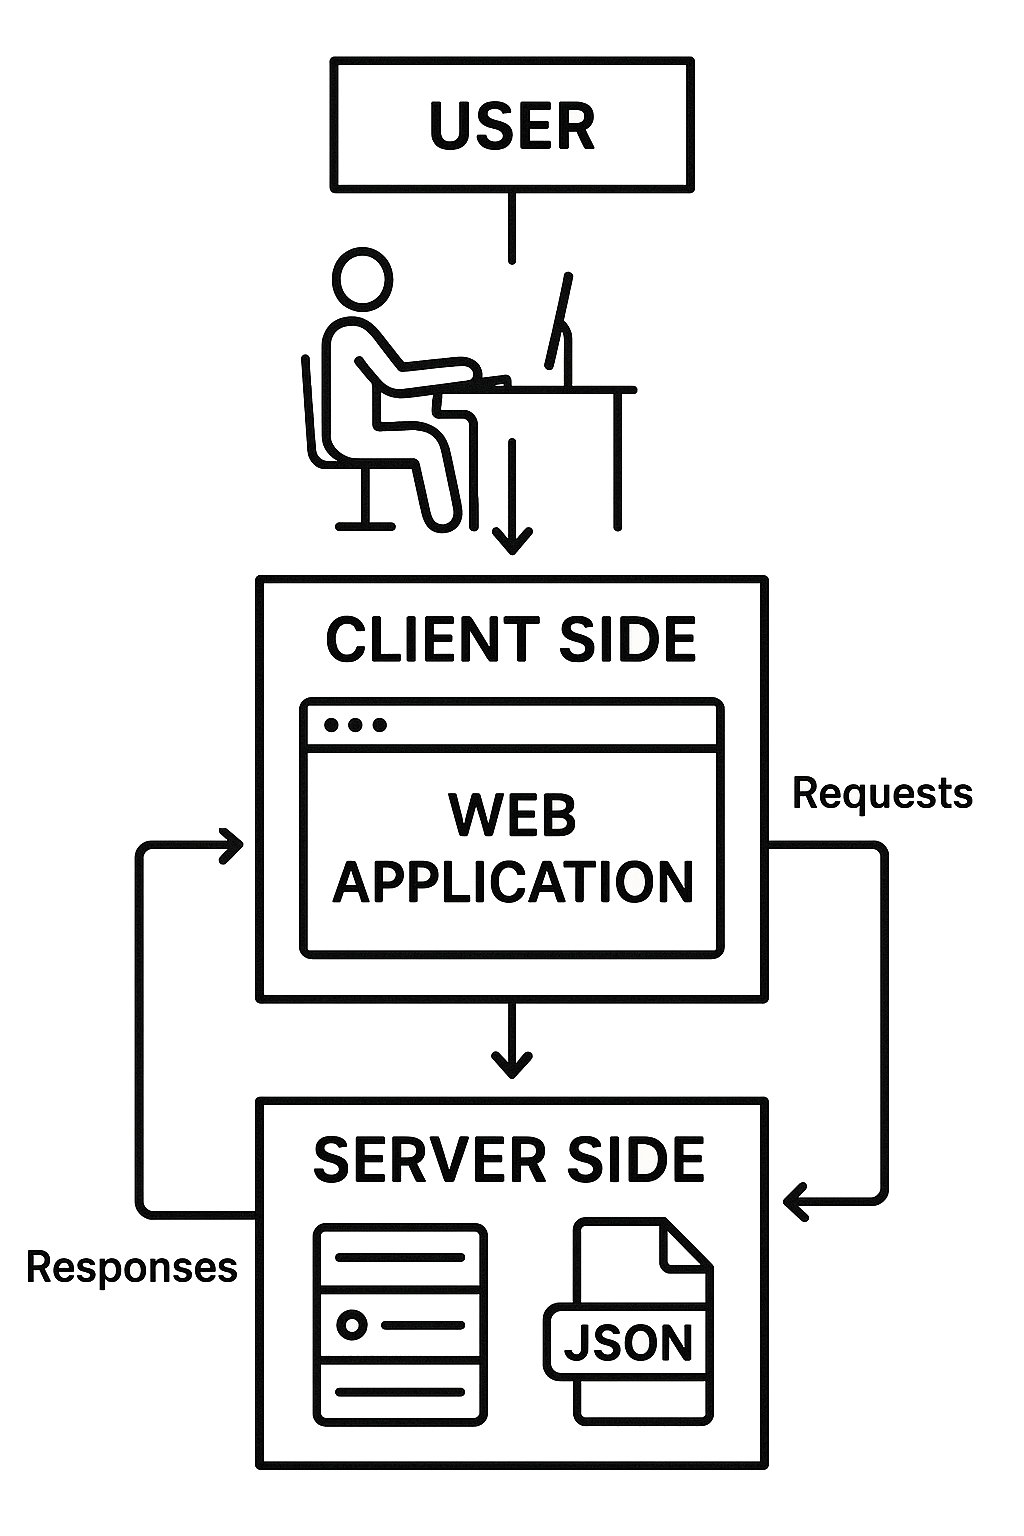 USER
CLIENT SIDE
WEB
APPLICATION
Requests
SERVER SIDE
Responses
JSON